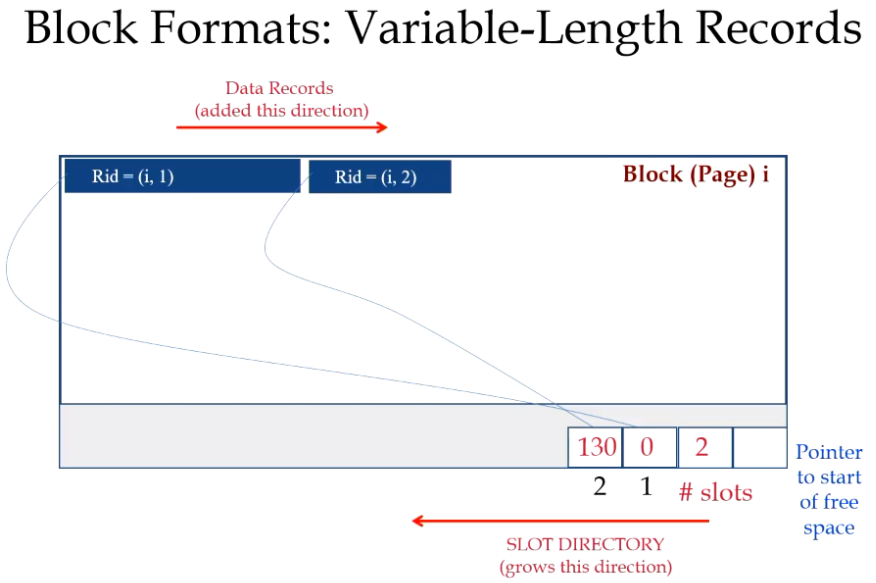 Block Formats: Variable-Length Records
Data Records
(added this direction)
Rid = (i, 1)
Rid = (i, 2)
Block (Page) i
130
0
2
2
1
# slots
Pointer
to start
of free
space
SLOT DIRECTORY
(grows this direction)